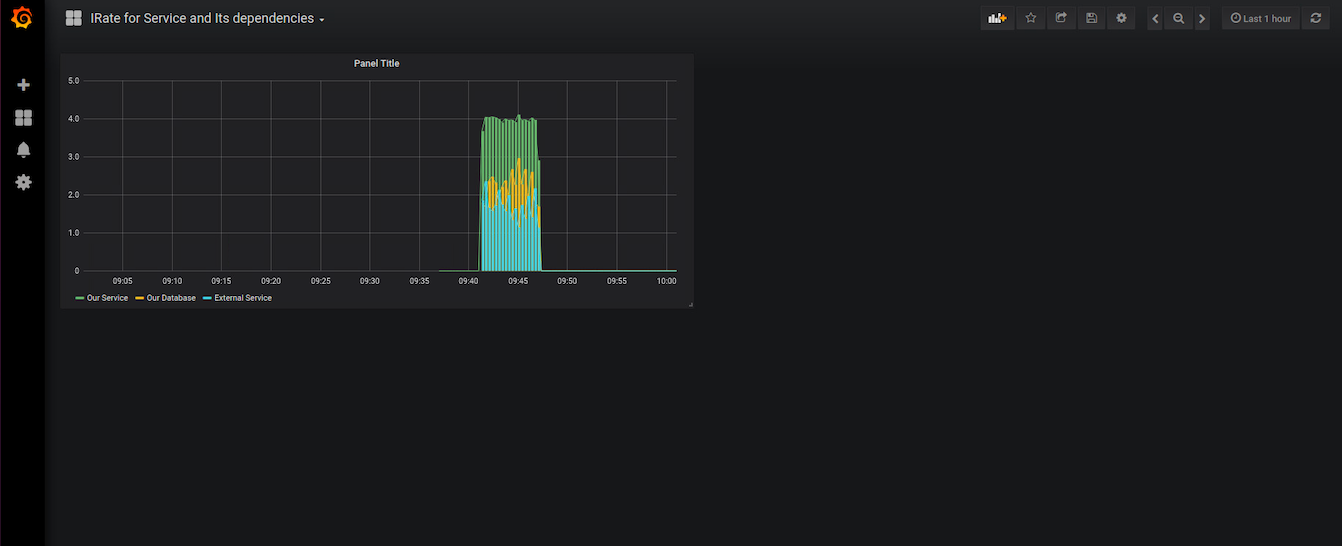 IRate for Service and Its dependencies
Last 1 hour
Panel Title
5.0
4.0
3.0
2.0
1.0
0
09:05 09:10 09:15 09:20 09:25 09:30 09:35 09:40 09:45 09:50 09:55 10:00
Our Service Our Database External Service